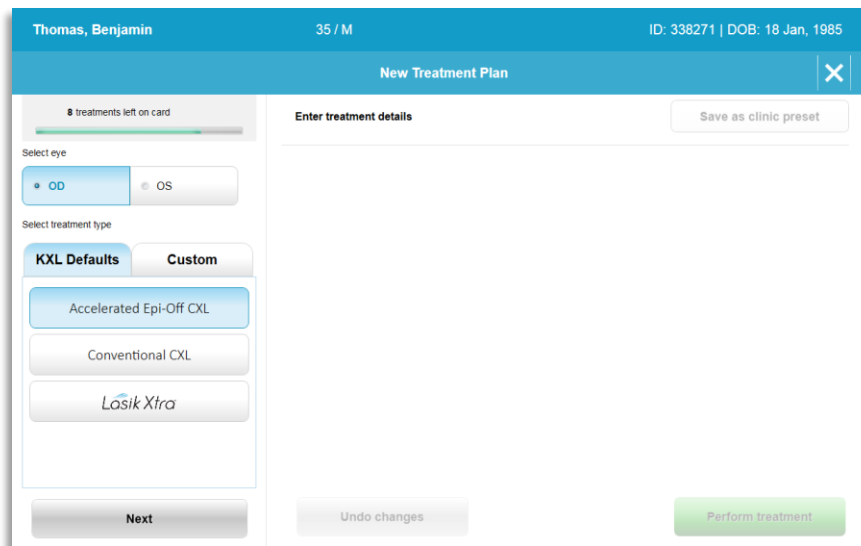 Thomas, Benjamin 35 / M ID: 338271 | DOB: 18 Jan, 1985
New Treatment Plan
8 treatments left on card
Select eye
OD OS
Select treatment type
KXL Defaults Custom
Accelerated Epi-Off CXL
Conventional CXL
Lasik Xtra
Next
Enter treatment details Save as clinic preset
Undo changes Perform treatment